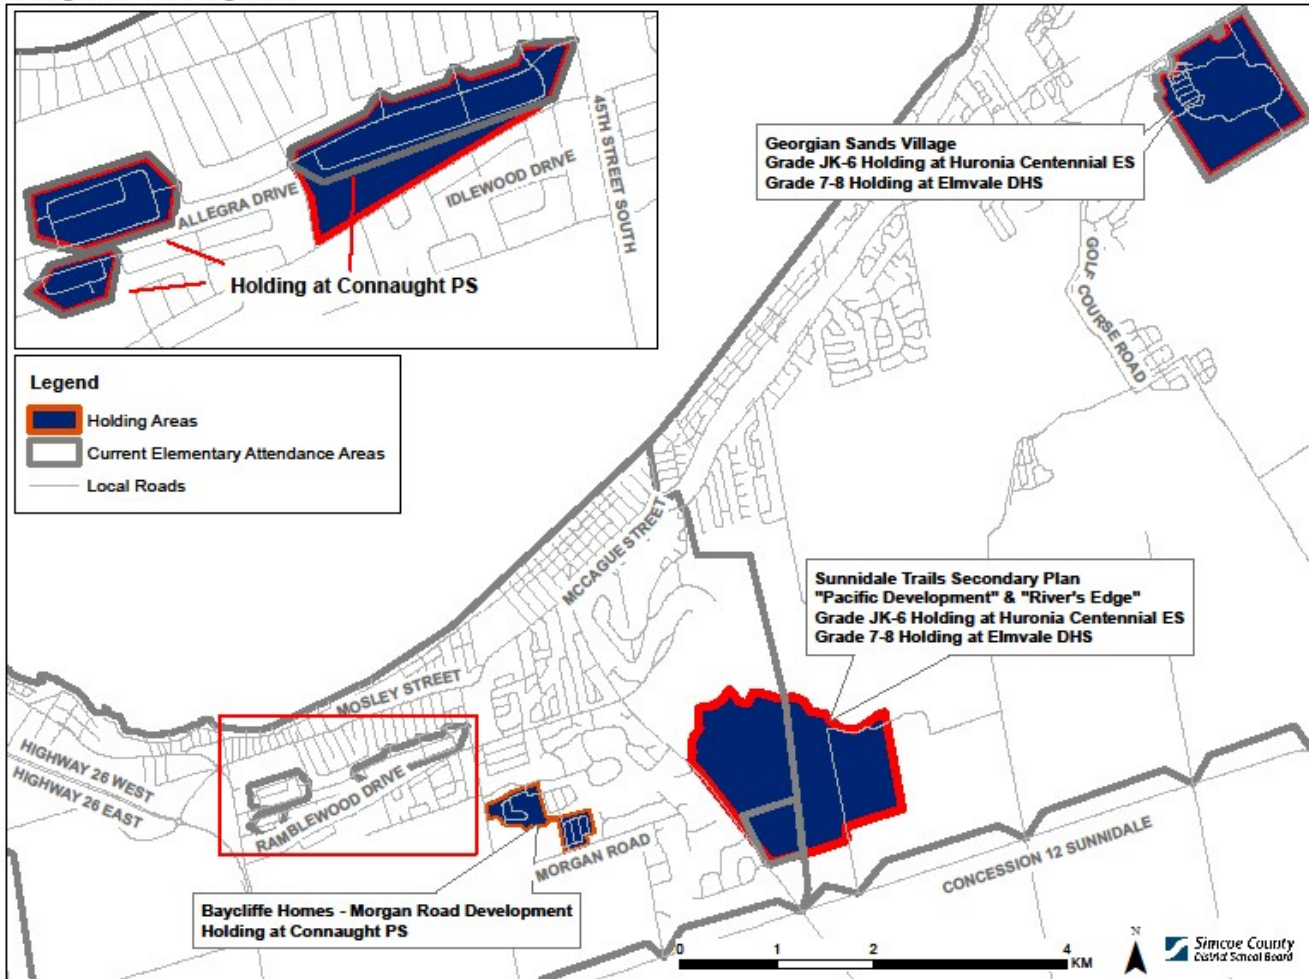 ALLEGRA DRIVE
IDLEWOOD DRIVE
45TH STREET SOUTH
Holding at Connaught PS
Legend
Holding Areas
Current Elementary Attendance Areas
Local Roads
Georgian Sands Village
Grade JK-6 Holding at Huronia Centennial ES
Grade 7-8 Holding at Elmvale DHS
GOLF COURSE ROAD
MCCAGUE STREET
Sunnidale Trails Secondary Plan
"Pacific Development" & "River's Edge"
Grade JK-6 Holding at Huronia Centennial ES
Grade 7-8 Holding at Elmvale DHS
MOSLEY STREET
HIGHWAY 26 WEST
HIGHWAY 26 EAST
RAMBLEWOOD DRIVE
MORGAN ROAD
CONCESSION 12 SUNNIDALE
Baycliffe Homes - Morgan Road Development
Holding at Connaught PS
0 1 2 4
KM
N
Simcoe County
District School Board